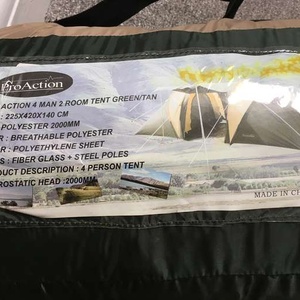 ProAction
ACTION 4 MAN 2 ROOM TENT GREEN/TAN
: 225X420X140 CM
POLYESTER 2000MM
R : BREATHABLE POLYESTER
R : POLYETHYLENE SHEET
S : FIBER GLASS + STEEL POLES
DUCT DESCRIPTION : 4 PERSON TENT
ROSTATIC HEAD :2000MM
MADE IN CH